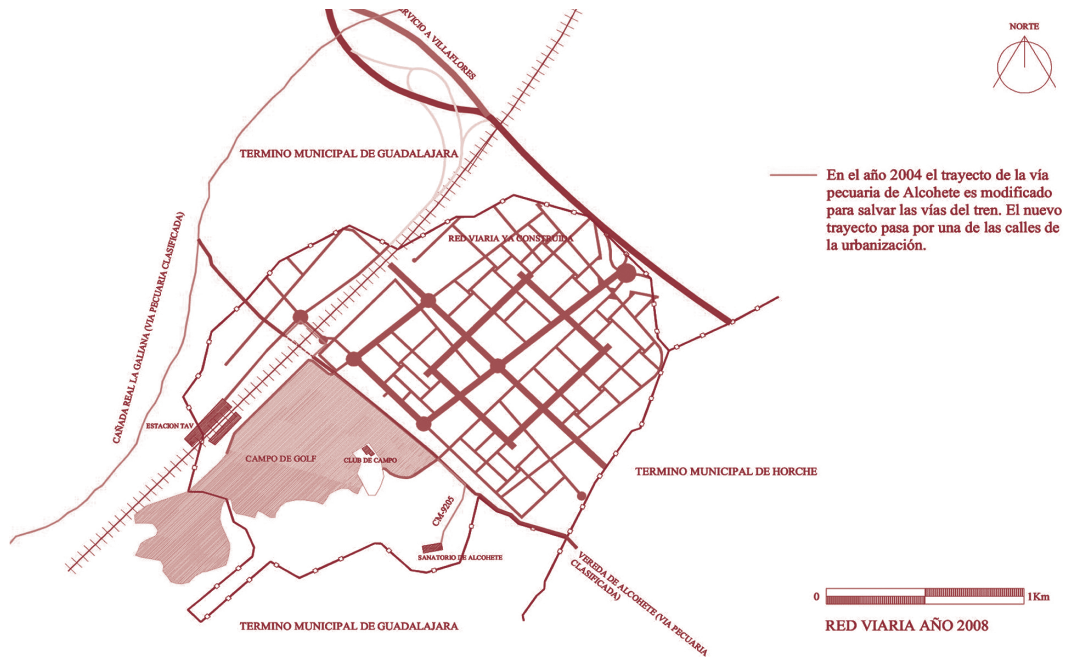 NORTE
SERVICIO A VILLAFLORES
TERMINO MUNICIPAL DE GUADALAJARA
En el año 2004 el trayecto de la vía
pecuaria de Alcohete es modificado
para salvar las vías del tren. El nuevo
trayecto pasa por una de las calles de
la urbanización.
CAÑADA REAL LA GALIANA (VIA PECUARIA CLASIFICADA)
RED VIARIA YA CONSTRUIDA
ESTACION TAV
CAMPO DE GOLF
CLUB DE CAMPO
TERMINO MUNICIPAL DE HORCHE
CM-9205
SANATORIO DE ALCOHETE
VEREDA DE ALCOHETE (VIA PECUARIA
CLASIFICADA)
0 1Km
TERMINO MUNICIPAL DE GUADALAJARA
RED VIARIA AÑO 2008